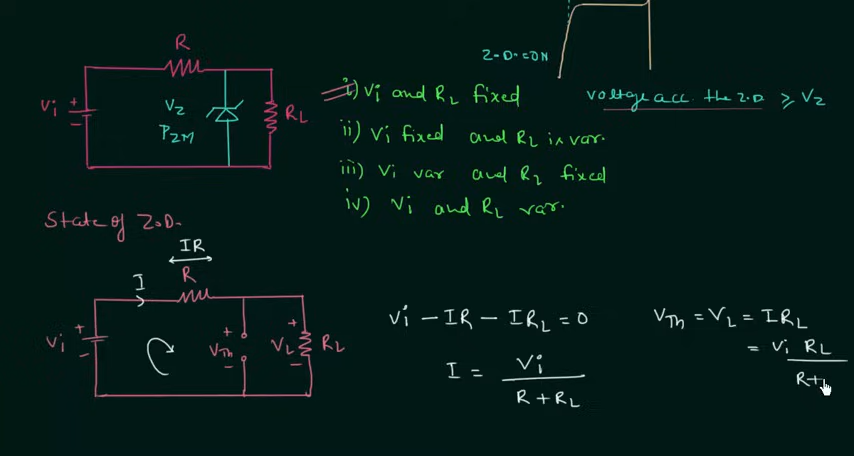 R
Z.D. = ON
Vi + −
VZ
PZM
RL
i) Vi and RL fixed
voltage acc. the Z.D ≥ VZ
ii) Vi fixed and RL is var.
iii) Vi var and RL fixed
iv) Vi and RL var.
State of Z.D.
IR
R
I
Vi + −
+ VTh −
+ VL −
RL
Vi − IR − IRL = 0
I = Vi / R + RL
VTh = VL = IRL
= Vi RL / R+